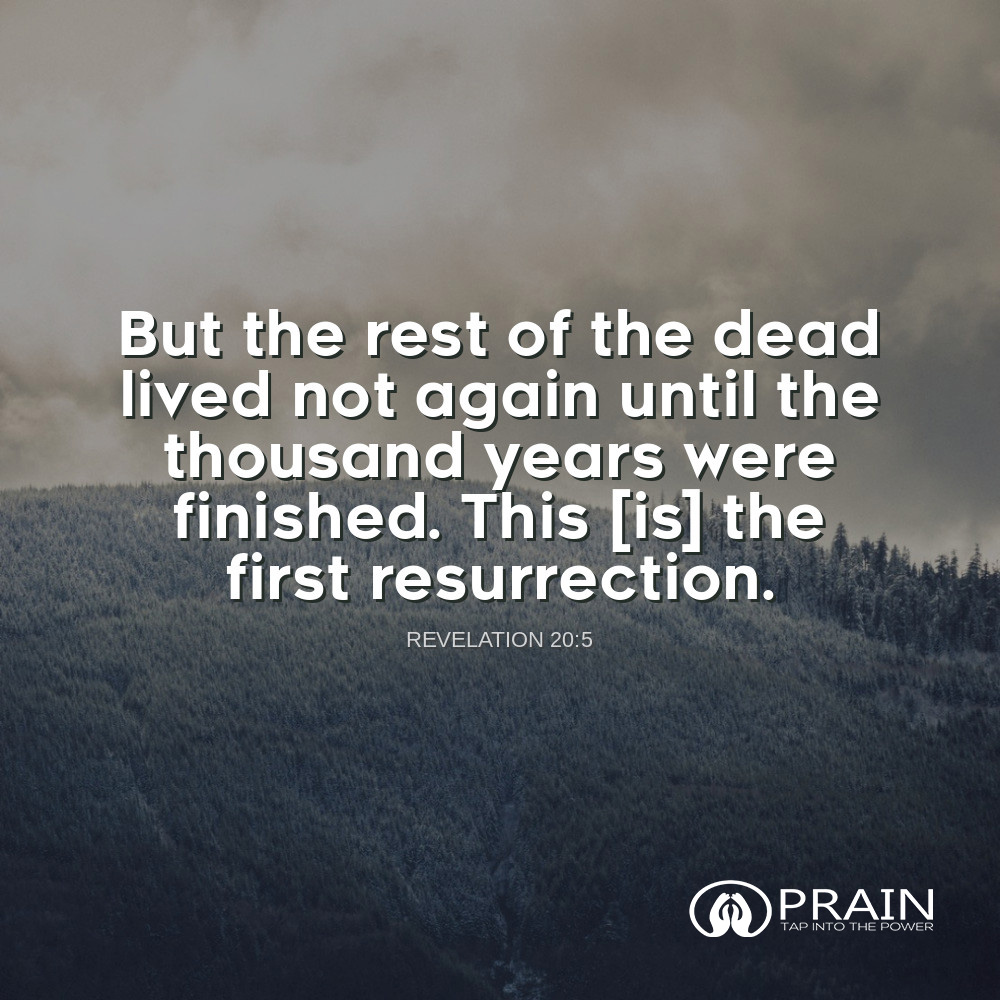 But the rest of the dead
lived not again until the
thousand years were
finished. This [is] the
first resurrection.
REVELATION 20:5
PRAIN
TAP INTO THE POWER